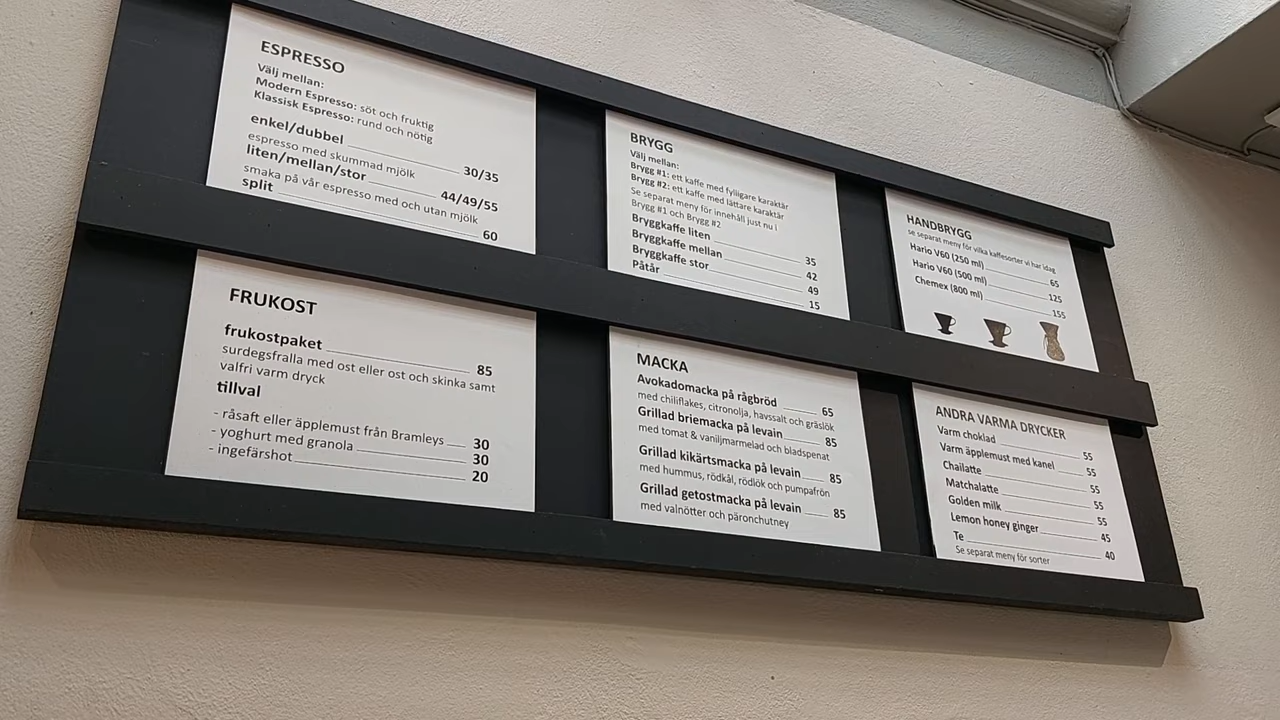 ESPRESSO
Välj mellan:
Modern Espresso: söt och fruktig
Klassisk Espresso: rund och nötig
enkel/dubbel 30/35
espresso med skummad mjölk
liten/mellan/stor 44/49/55
smaka på vår espresso med och utan mjölk
split 60
BRYGG
Välj mellan:
Brygg #1: ett kaffe med fylligare karaktär
Brygg #2: ett kaffe med lättare karaktär
Se separat meny för innehåll just nu i
Brygg #1 och Brygg #2
Bryggkaffe liten 35
Bryggkaffe mellan 42
Bryggkaffe stor 49
Påtår 15
HANDBRYGG
se separat meny för vilka kaffesorter vi har idag
Hario V60 (250 ml) 65
Hario V60 (500 ml) 125
Chemex (800 ml) 155
FRUKOST
frukostpaket 85
surdegsfralla med ost eller ost och skinka samt
valfri varm dryck
tillval
- råsaft eller äpplemust från Bramleys 30
- yoghurt med granola 30
- ingefärshot 20
MACKA
Avokadomacka på rågbröd 65
med chiliflakes, citronolja, havssalt och gräslök
Grillad briemacka på levain 85
med tomat & vaniljmarmelad och bladspenat
Grillad kikärtsmacka på levain 85
med hummus, rödkål, rödlök och pumpafrön
Grillad getostmacka på levain 85
med valnötter och päronchutney
ANDRA VARMA DRYCKER
Varm choklad 55
Varm äpplemust med kanel 55
Chailatte 55
Matchalatte 55
Golden milk 55
Lemon honey ginger 45
Te 40
Se separat meny för sorter